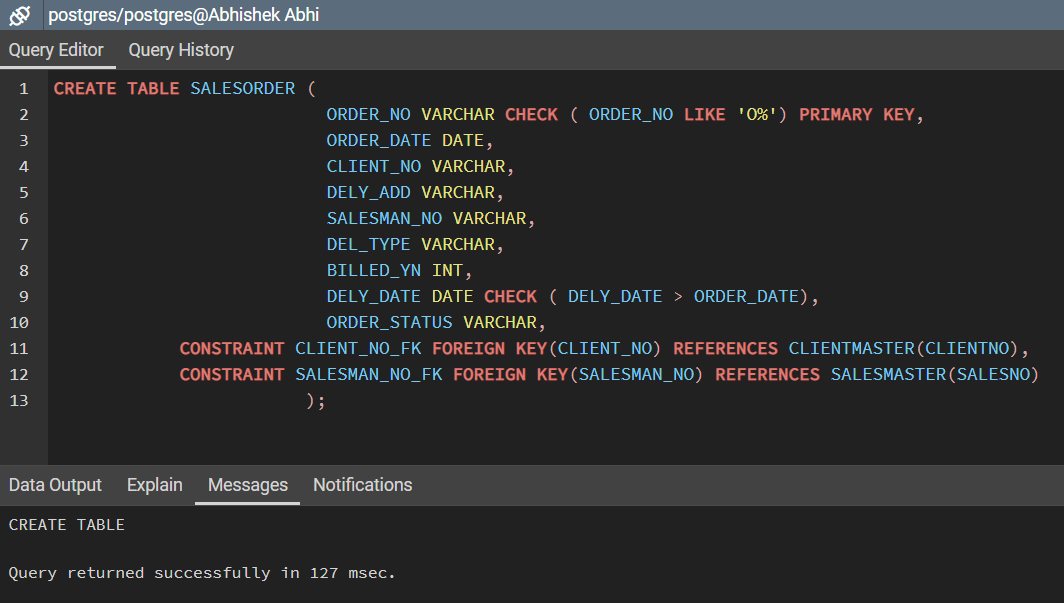 postgres/postgres@Abhishek Abhi
Query Editor Query History
1 CREATE TABLE SALESORDER (
2 ORDER_NO VARCHAR CHECK ( ORDER_NO LIKE 'O%') PRIMARY KEY,
3 ORDER_DATE DATE,
4 CLIENT_NO VARCHAR,
5 DELY_ADD VARCHAR,
6 SALESMAN_NO VARCHAR,
7 DEL_TYPE VARCHAR,
8 BILLED_YN INT,
9 DELY_DATE DATE CHECK ( DELY_DATE > ORDER_DATE),
10 ORDER_STATUS VARCHAR,
11 CONSTRAINT CLIENT_NO_FK FOREIGN KEY(CLIENT_NO) REFERENCES CLIENTMASTER(CLIENTNO),
12 CONSTRAINT SALESMAN_NO_FK FOREIGN KEY(SALESMAN_NO) REFERENCES SALESMASTER(SALESNO)
13 );
Data Output Explain Messages Notifications
CREATE TABLE
Query returned successfully in 127 msec.